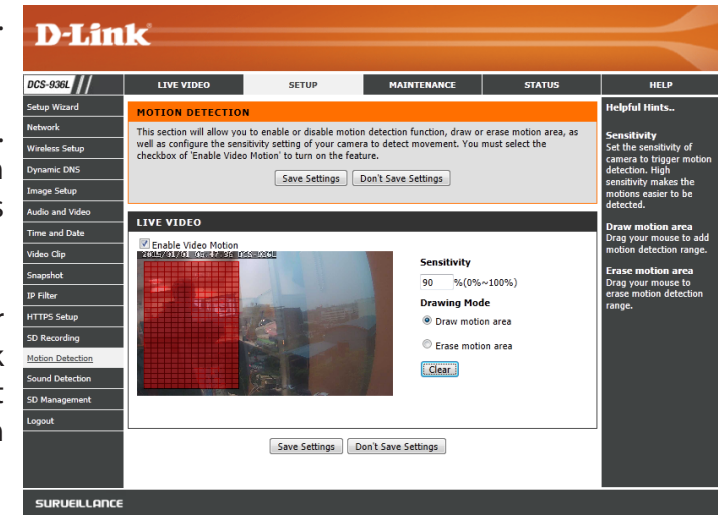 D-Link
DCS-936L
LIVE VIDEO
SETUP
MAINTENANCE
STATUS
HELP
Setup Wizard
Network
Wireless Setup
Dynamic DNS
Image Setup
Audio and Video
Time and Date
Video Clip
Snapshot
IP Filter
HTTPS Setup
SD Recording
Motion Detection
Sound Detection
SD Management
Logout
MOTION DETECTION
This section will allow you to enable or disable motion detection function, draw or erase motion area, as
well as configure the sensitivity setting of your camera to detect movement. You must select the
checkbox of 'Enable Video Motion' to turn on the feature.
Save Settings
Don't Save Settings
LIVE VIDEO
Enable Video Motion
DCS-936L
Sensitivity
90 %(0%~100%)
Drawing Mode
Draw motion area
Erase motion area
Clear
Save Settings
Don't Save Settings
Helpful Hints..
Sensitivity
Set the sensitivity of
camera to trigger motion
detection. High
sensitivity makes the
motions easier to be
detected.
Draw motion area
Drag your mouse to add
motion detection range.
Erase motion area
Drag your mouse to
erase motion detection
range.
SURVEILLANCE